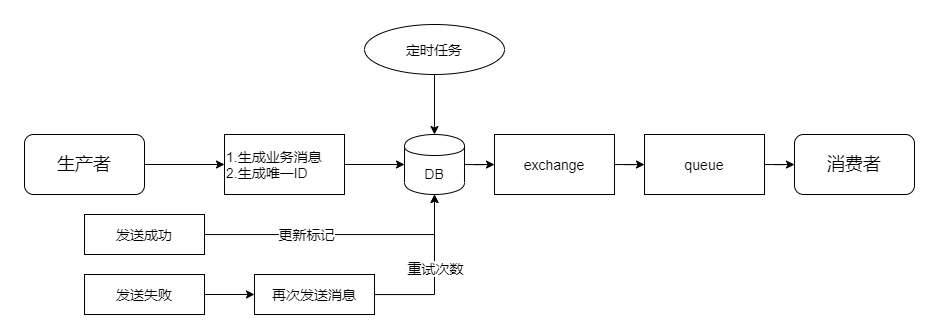 定时任务
生产者
1.生成业务消息
2.生成唯一ID
DB
exchange
queue
消费者
发送成功
更新标记
重试次数
发送失败
再次发送消息